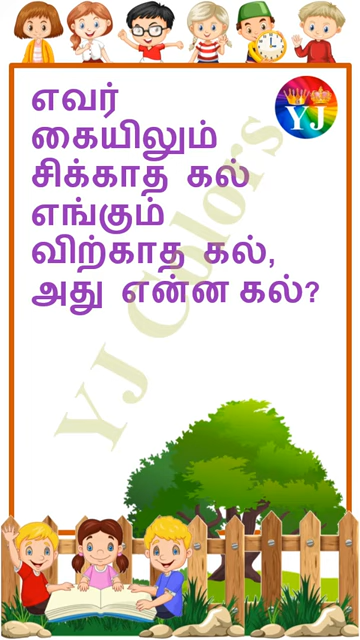 எவர்
கையிலும்
சிக்காத கல்
எங்கும்
விற்காத கல்,
அது என்ன கல்?
YJ
YJ Colors